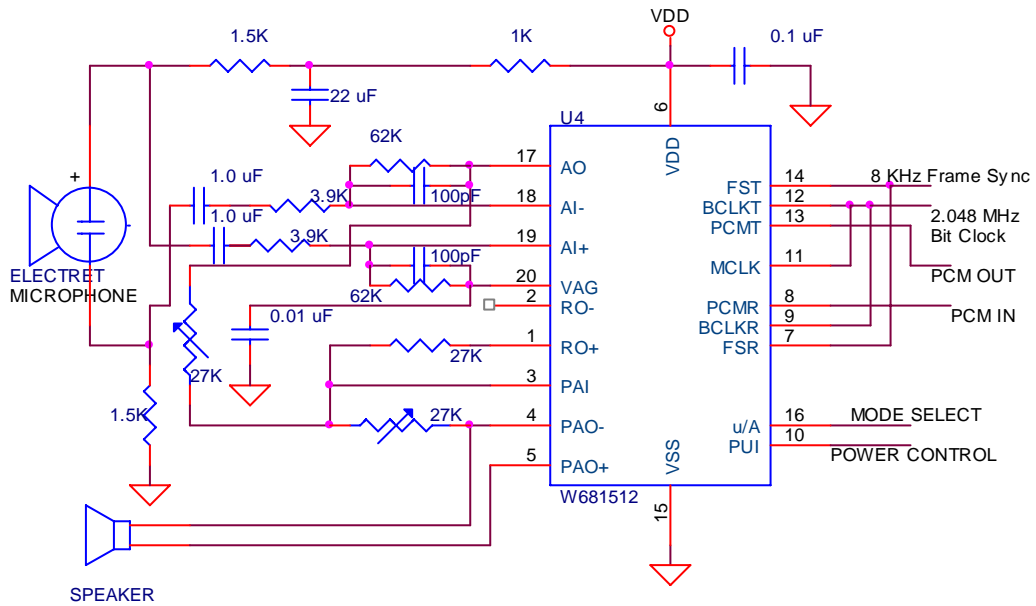 VDD
1.5K
1K
0.1 uF
22 uF
6
U4
62K
17
AO
VDD
14
8 KHz Frame Sync
FST
+
1.0 uF
100pF
18
AI-
12
BCLKT
3.9K
13
2.048 MHz
PCMT
Bit Clock
1.0 uF
19
AI+
3.9K
100pF
11
MCLK
PCM OUT
ELECTRET
MICROPHONE
-
62K
20
VAG
2
RO-
8
PCMR
PCM IN
0.01 uF
9
BCLKR
1
RO+
27K
7
FSR
27K
3
PAI
1.5K
27K
4
PAO-
16
MODE SELECT
u/A
10
PUI
POWER CONTROL
5
PAO+
VSS
W681512
15
SPEAKER